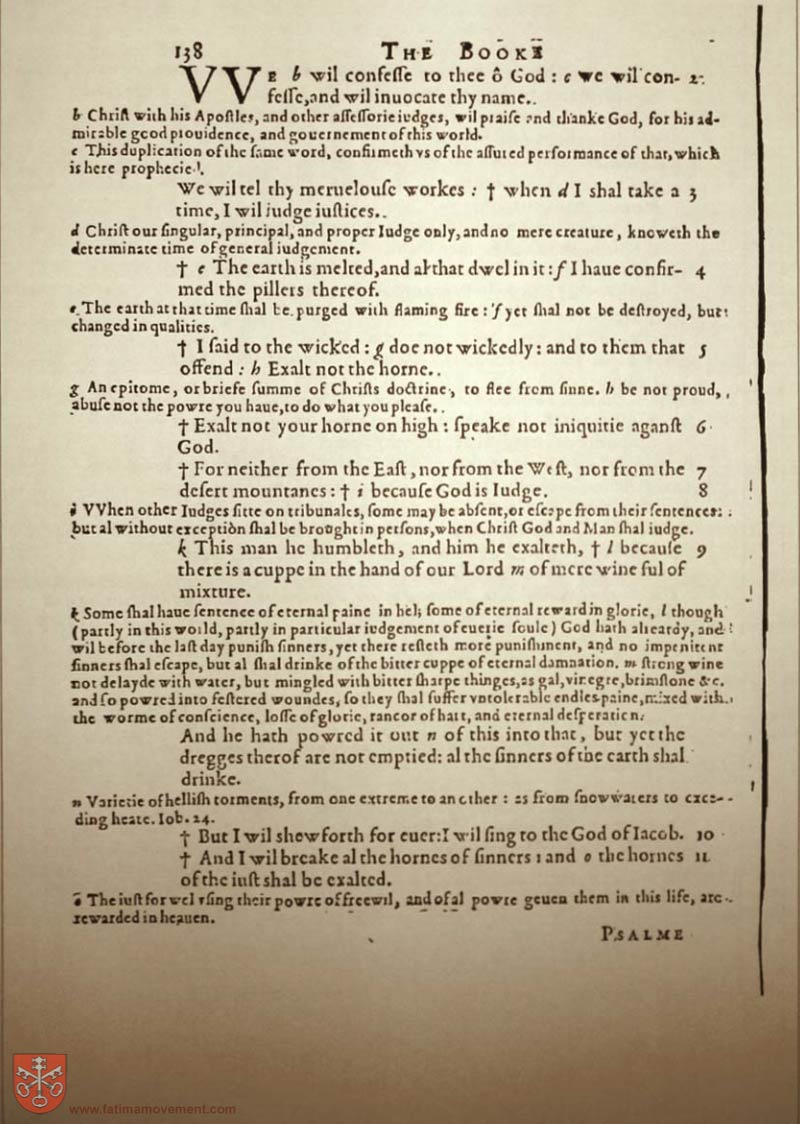 138 THE BOOKE
VVE b wil confeſſe to thee ô God : c we wil con- 2.
feſſe,and wil inuocate thy name..
b Chriſt with his Apoſtles, and other aſſeſſorie iudges, wil praiſe and thanke God, for his ad-
mirable good prouidence, and gouernement of this world.
c This duplication of the ſame word, confirmeth vs of the aſſured performance of that, which
is here prophecied.
We wil tel thy meruelouſe workes : † when d I shal take a 3
time, I wil iudge iuſtices..
d Chriſt our ſingular, principal, and proper Iudge only, and no mere creature, knoweth the
determinate time of general iudgement.
† e The earth is melted,and al that dwel in it : f I haue confir- 4
med the pillers thereof.
e The earth at that time ſhal be purged with flaming fire : f yet ſhal not be deſtroyed, but
changed in qualities.
† I ſaid to the wicked : g doe not wickedly : and to them that 5
offend : h Exalt not the horne..
g An epitome, or briefe ſumme of Chriſts doctrine, to flee from ſinne. h be not proud,
abuſe not the powre you haue,to do what you pleaſe..
† Exalt not your horne on high : ſpeake not iniquitie aganſt 6
God.
† For neither from the Eaſt, nor from the Weſt, nor from the 7
deſert mountanes : † i becauſe God is Iudge. 8
i VVhen other Iudges ſitte on tribunales, ſome may be abſent,or eſcape from their ſentences:
but al without exception ſhal be brought in perſons,when Chriſt God and Man ſhal iudge.
k This man he humbleth, and him he exalteth, † l becauſe 9
there is a cuppe in the hand of our Lord m of mere wine ful of
mixture.
k Some ſhal haue ſentence of eternal paine in hel; ſome of eternal reward in glorie, l though
(partly in this world, partly in particular iudgement of euerie ſoule) God hath alreardy, and
wil before the laſt day puniſh ſinners, yet there reſteth more puniſhment, and no impenitent
ſinners ſhal eſcape, but al ſhal drinke of the bitter cuppe of eternal damnation. m ſtrong wine
not delayde with water, but mingled with bitter ſharpe thinges, as gal, vinegre, brimſtone &c.
and ſo powred into feſtered woundes, ſo they ſhal ſuffer vntolerable endles paine, mixed with
the worme of conſcience, loſſe of glorie, rancor of hart, and eternal deſperation.
And he hath powred it out n of this into that, but yet the
dregges therof are not emptied: al the ſinners of the earth shal
drinke.
n Varietie of helliſh torments, from one extreme to an other : as from ſnow waters to excee-
ding heate. Iob. 24.
† But I wil shew forth for euer: I wil ſing to the God of Iacob. 10
† And I wil breake al the hornes of ſinners : and o the hornes 11
of the iuſt shal be exalted.
o The iuſt for wel vſing their powre of freewil, and of al powre geuen them in this life, are
rewarded in heauen.
PSALME
www.fatimamovement.com